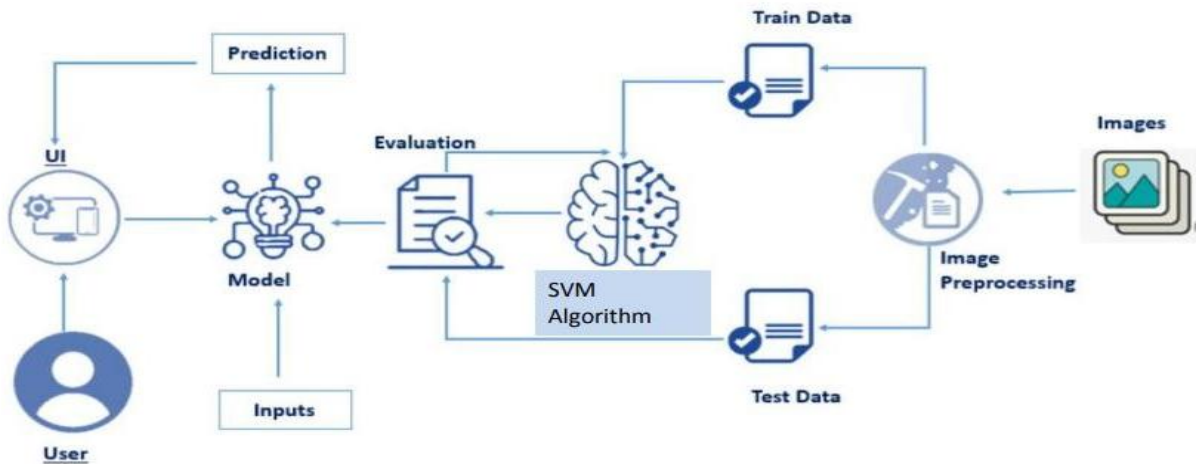 Train Data
Prediction
Images
Evaluation
UI
Image
Preprocessing
Model
SVM
Algorithm
Test Data
Inputs
User